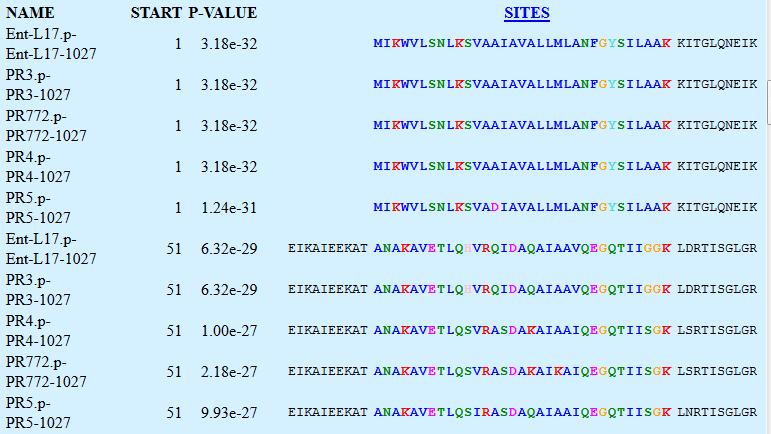 NAME START P-VALUE SITES
Ent-L17.p-
Ent-L17-1027 1 3.18e-32 MIKWVLSNLKSVAAIAVALLMLANFGYSILAAK KITGLQNEIK
PR3.p-
PR3-1027 1 3.18e-32 MIKWVLSNLKSVAAIAVALLMLANFGYSILAAK KITGLQNEIK
PR772.p-
PR772-1027 1 3.18e-32 MIKWVLSNLKSVAAIAVALLMLANFGYSILAAK KITGLQNEIK
PR4.p-
PR4-1027 1 3.18e-32 MIKWVLSNLKSVAAIAVALLMLANFGYSILAAK KITGLQNEIK
PR5.p-
PR5-1027 1 1.24e-31 MIKWVLSNLKSVADIAVALLMLANFGYSILAAK KITGLQNEIK
Ent-L17.p-
Ent-L17-1027 51 6.32e-29 EIKAIEEKAT ANAKAVETLQHVRQIDAQAIAAVQEGQTIIGGK LDRTISGLGR
PR3.p-
PR3-1027 51 6.32e-29 EIKAIEEKAT ANAKAVETLQHVRQIDAQAIAAVQEGQTIIGGK LDRTISGLGR
PR4.p-
PR4-1027 51 1.00e-27 EIKAIEEKAT ANAKAVETLQSVRASDAKAIAAIQEGQTIISGK LSRTISGLGR
PR772.p-
PR772-1027 51 2.18e-27 EIKAIEEKAT ANAKAVETLQSVRASDAKAIKAIQEGQTIISGK LSRTISGLGR
PR5.p-
PR5-1027 51 9.93e-27 EIKAIEEKAT ANAKAVETLQSIRASDAQAIAAIQEGQTIISGK LNRTISGLGR